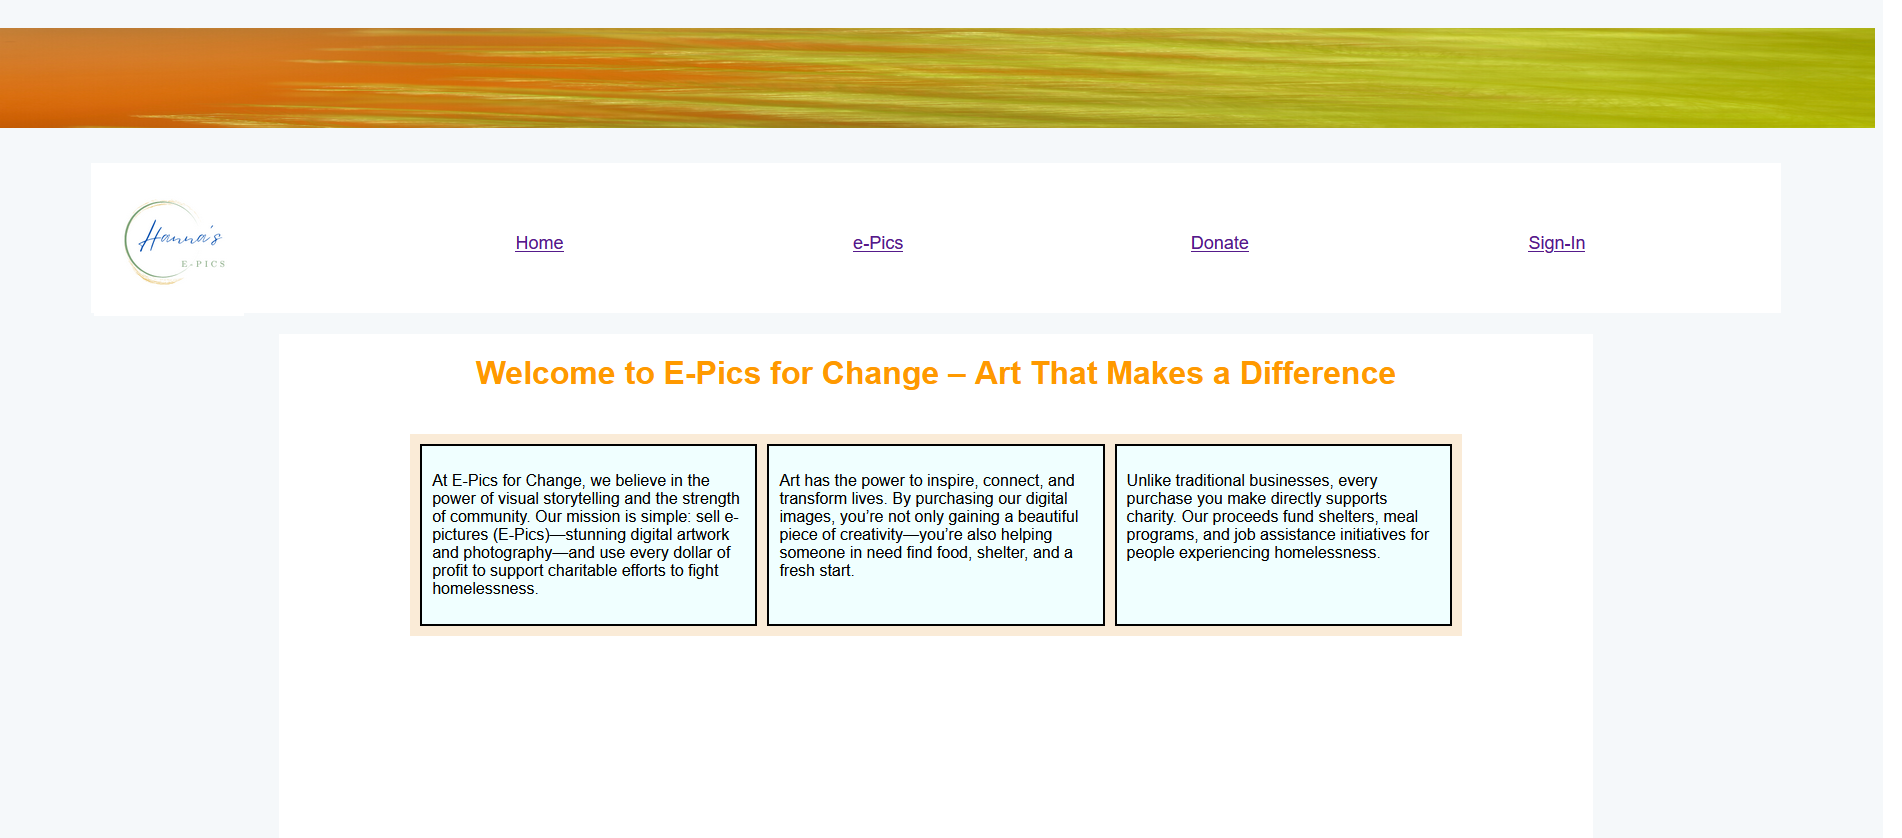 Hanna's
E-PICS
Home
e-Pics
Donate
Sign-In
Welcome to E-Pics for Change – Art That Makes a Difference
At E-Pics for Change, we believe in the
power of visual storytelling and the strength
of community. Our mission is simple: sell e-
pictures (E-Pics)—stunning digital artwork
and photography—and use every dollar of
profit to support charitable efforts to fight
homelessness.
Art has the power to inspire, connect, and
transform lives. By purchasing our digital
images, you’re not only gaining a beautiful
piece of creativity—you’re also helping
someone in need find food, shelter, and a
fresh start.
Unlike traditional businesses, every
purchase you make directly supports
charity. Our proceeds fund shelters, meal
programs, and job assistance initiatives for
people experiencing homelessness.